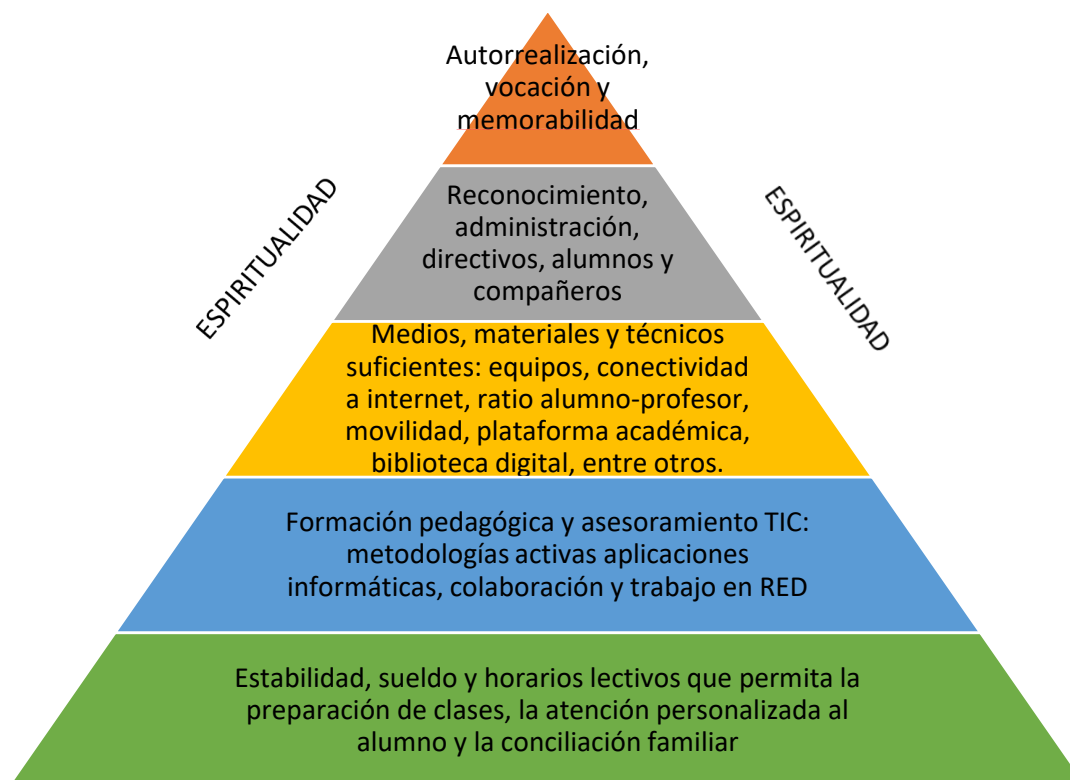 Autorrealización,
vocación y
memorabilidad
ESPIRITUALIDAD
ESPIRITUALIDAD
Reconocimiento,
administración,
directivos, alumnos y
compañeros
Medios, materiales y técnicos
suficientes: equipos, conectividad
a internet, ratio alumno-profesor,
movilidad, plataforma académica,
biblioteca digital, entre otros.
Formación pedagógica y asesoramiento TIC:
metodologías activas aplicaciones
informáticas, colaboración y trabajo en RED
Estabilidad, sueldo y horarios lectivos que permita la
preparación de clases, la atención personalizada al
alumno y la conciliación familiar